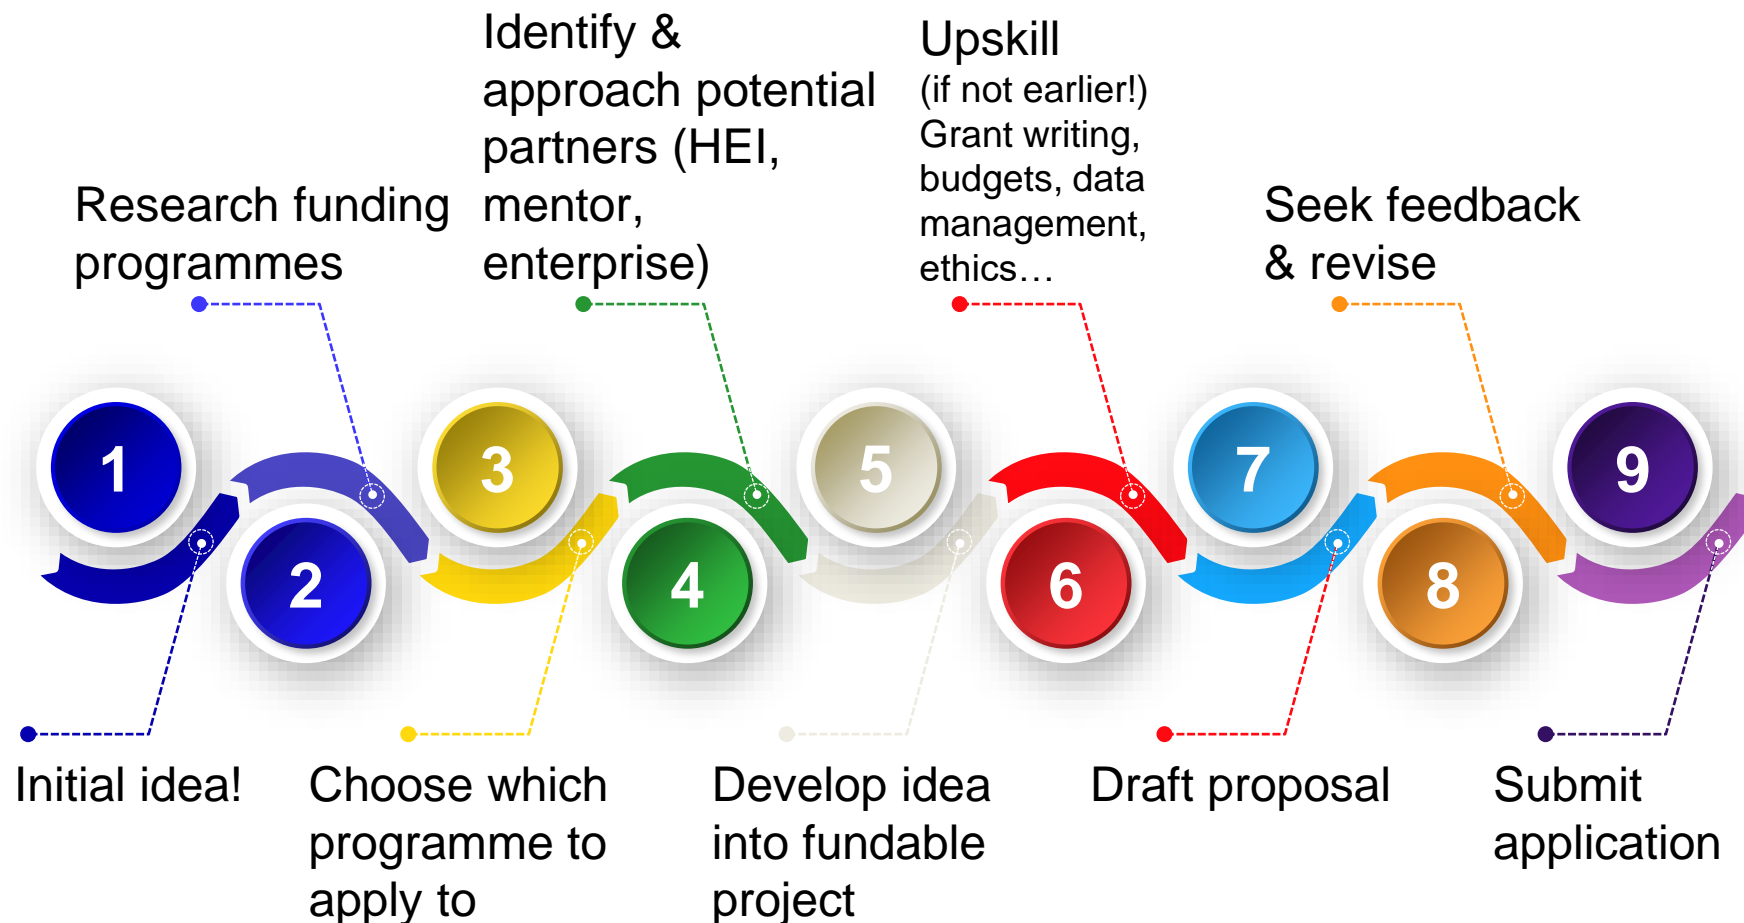 Identify &
approach potential
partners (HEI,
mentor,
enterprise)
Upskill
(if not earlier!)
Grant writing,
budgets, data
management,
ethics…
Research funding
programmes
Seek feedback
& revise
1
2
3
4
5
6
7
8
9
Initial idea!
Choose which
programme to
apply to
Develop idea
into fundable
project
Draft proposal
Submit
application